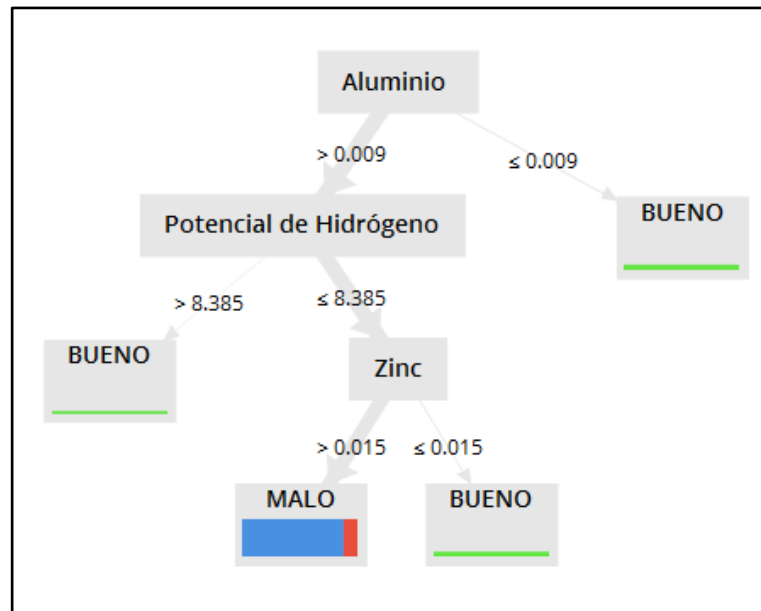 Aluminio
> 0.009
≤ 0.009
Potencial de Hidrógeno
BUENO
> 8.385
≤ 8.385
BUENO
Zinc
> 0.015
≤ 0.015
MALO
BUENO